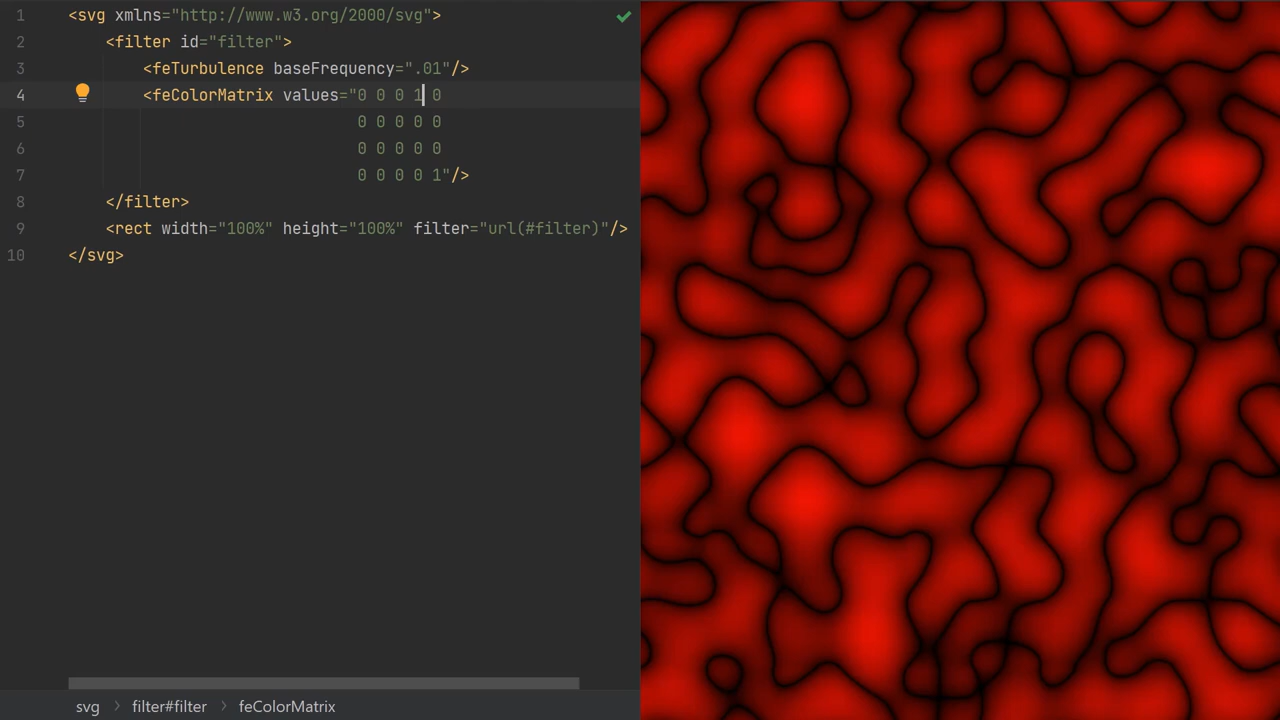 1 <svg xmlns="http://www.w3.org/2000/svg">
2 <filter id="filter">
3 <feTurbulence baseFrequency=".01"/>
4 <feColorMatrix values="0 0 0 1 0
5 0 0 0 0 0
6 0 0 0 0 0
7 0 0 0 0 1"/>
8 </filter>
9 <rect width="100%" height="100%" filter="url(#filter)"/>
10 </svg>
svg > filter#filter > feColorMatrix